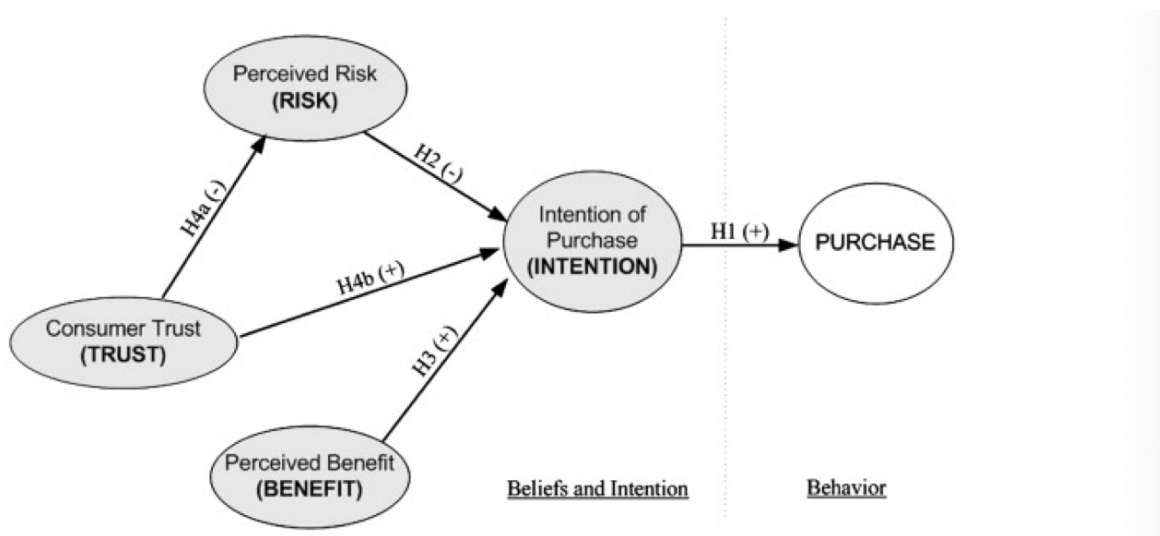 Perceived Risk
(RISK)
H2 (-)
H4a (-)
Intention of
Purchase
(INTENTION)
H1 (+)
PURCHASE
H4b (+)
Consumer Trust
(TRUST)
H3 (+)
Perceived Benefit
(BENEFIT)
Beliefs and Intention
Behavior